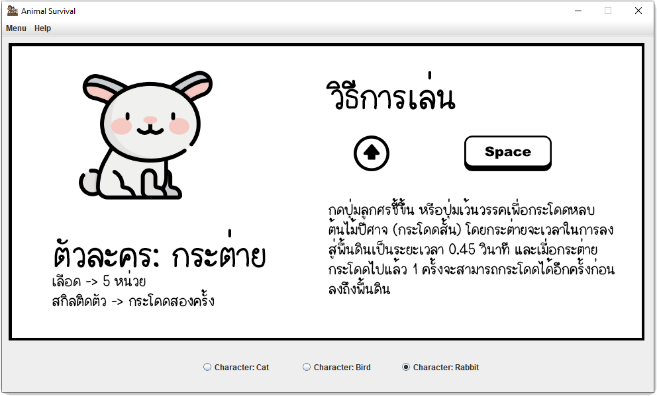 Animal Survival
Menu Help
วิธีการเล่น
Space
กดปุ่มลูกศรชี้ขึ้น หรือปุ่มเว้นวรรคเพื่อกระโดดหลบ
ต้นไม้ปีศาจ (กระโดดสั้น) โดยกระต่ายจะเวลาในการลง
สู่พื้นดินเป็นระยะเวลา 0.45 วินาที และเมื่อกระต่าย
กระโดดไปแล้ว 1 ครั้งจะสามารถกระโดดได้อีกครั้งก่อน
ลงถึงพื้นดิน
ตัวละคร: กระต่าย
เลือด -> 5 หน่วย
สกิลติดตัว -> กระโดดสองครั้ง
Character: Cat Character: Bird Character: Rabbit